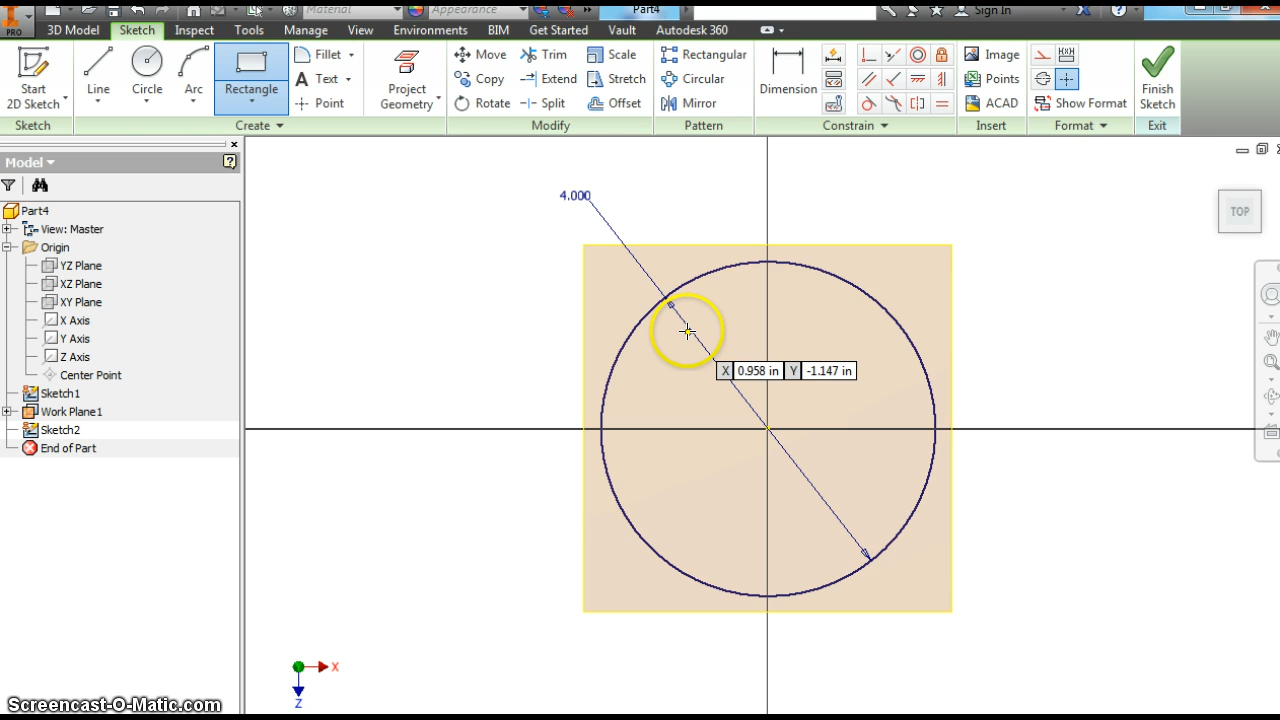 Material Appearance Part4 Sign In
PRO 3D Model Sketch Inspect Tools Manage View Environments BIM Get Started Vault Autodesk 360
Start 2D Sketch
Line
Circle
Arc
Rectangle
Fillet
Text
Point
Project Geometry
Move
Copy
Rotate
Trim
Extend
Split
Scale
Stretch
Offset
Rectangular
Circular
Mirror
Dimension
Image
Points
ACAD
Show Format
Finish Sketch
Sketch Create Modify Pattern Constrain Insert Format Exit
Model
Part4
View: Master
Origin
YZ Plane
XZ Plane
XY Plane
X Axis
Y Axis
Z Axis
Center Point
Sketch1
Work Plane1
Sketch2
End of Part
4.000
TOP
X 0.958 in Y -1.147 in
X
Z
Screencast-O-Matic.com